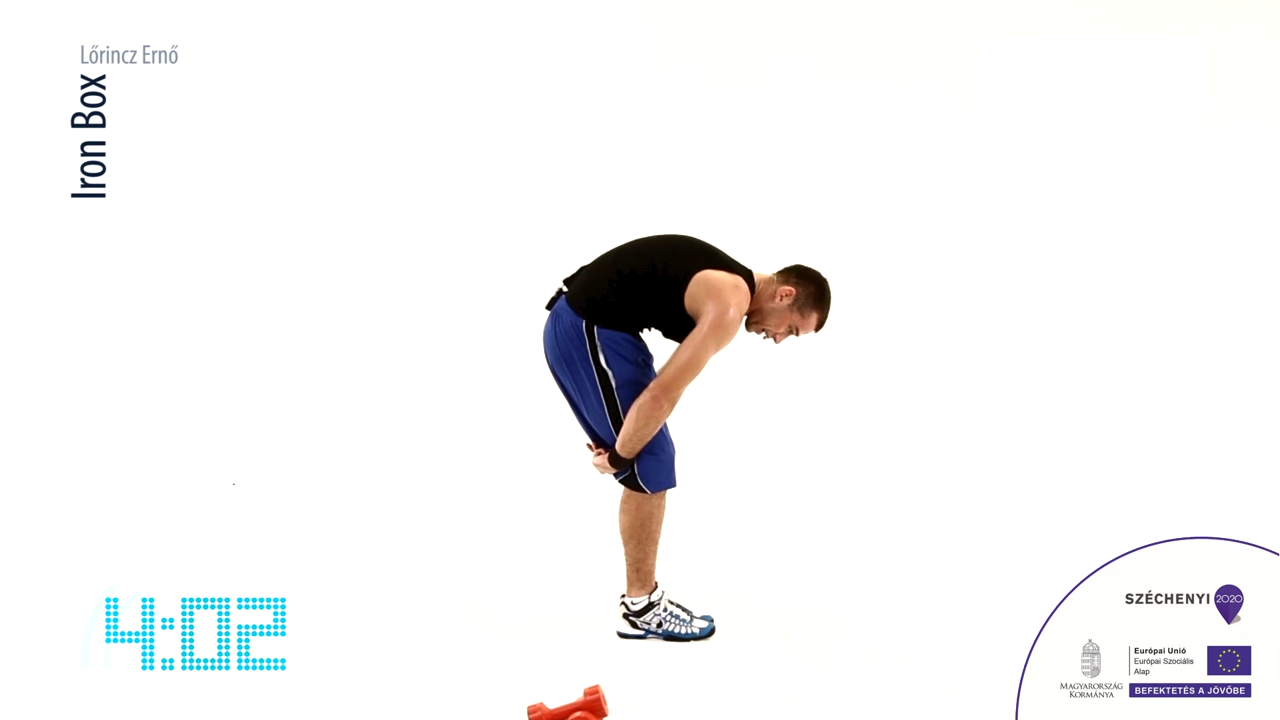 Lőrincz Ernő
Iron Box
4:02
SZÉCHENYI 2020
Európai Unió
Európai Szociális
Alap
MAGYARORSZÁG
KORMÁNYA
BEFEKTETÉS A JÖVŐBE